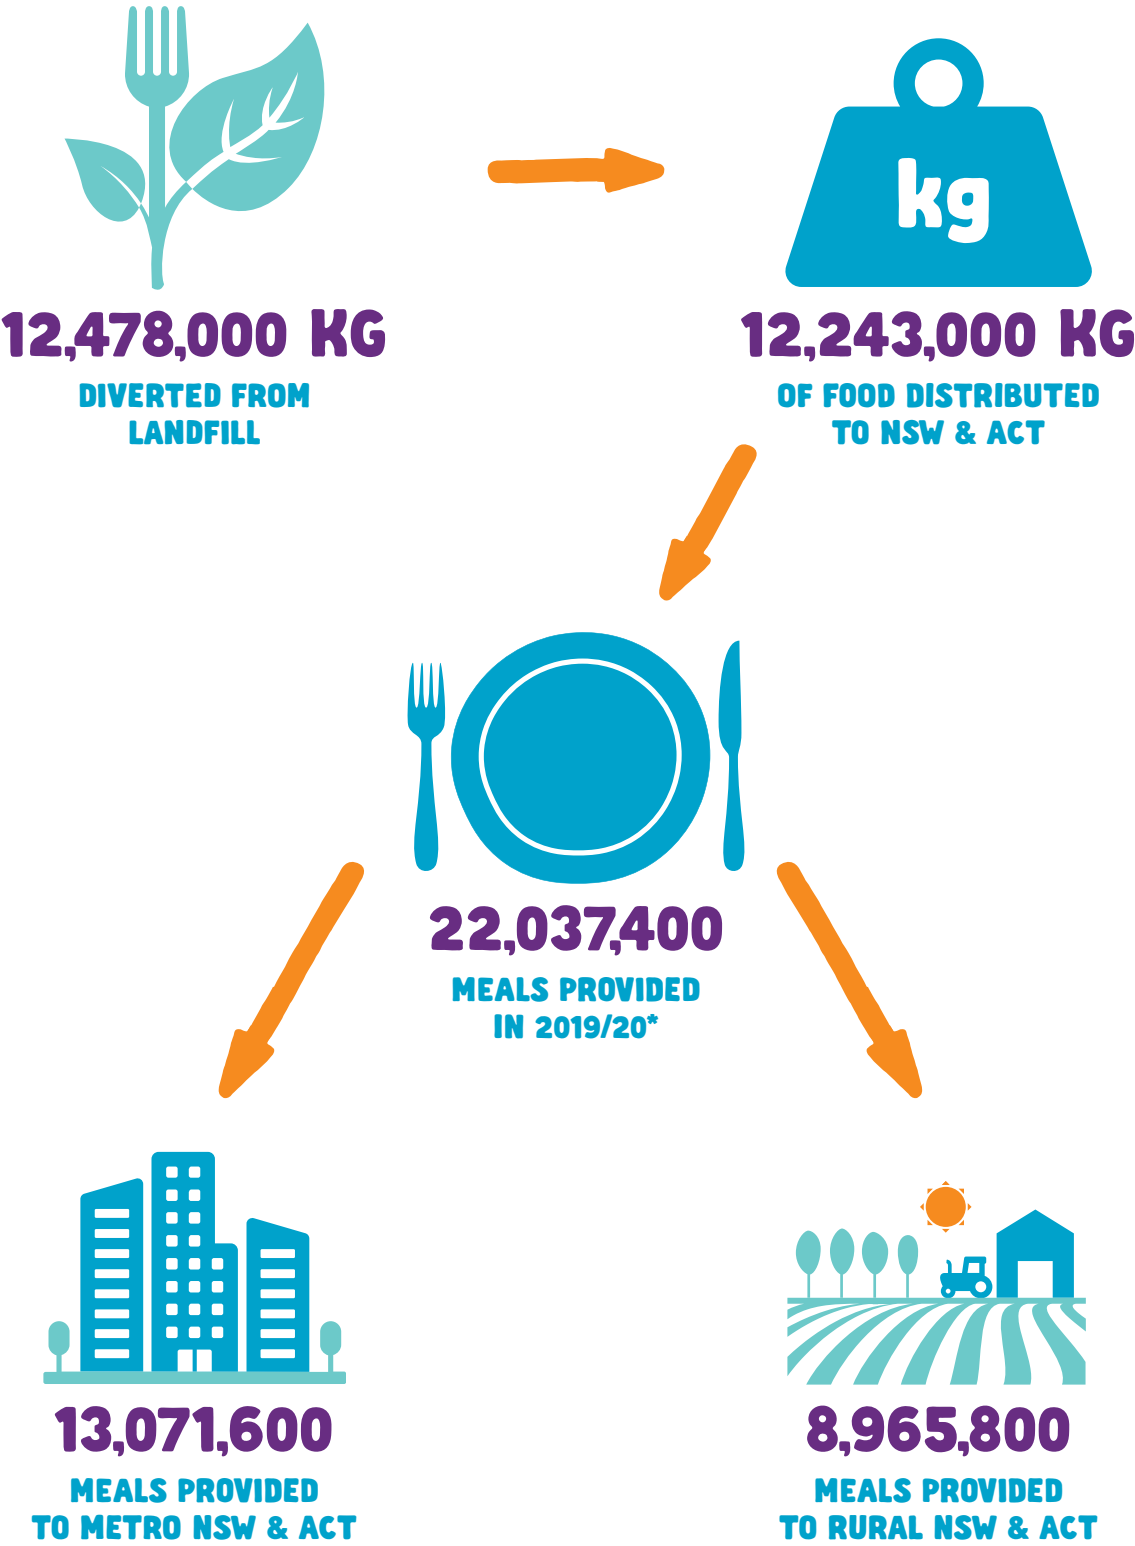 kg
12,478,000 KG
DIVERTED FROM
LANDFILL
12,243,000 KG
OF FOOD DISTRIBUTED
TO NSW & ACT
22,037,400
MEALS PROVIDED
IN 2019/20*
13,071,600
MEALS PROVIDED
TO METRO NSW & ACT
8,965,800
MEALS PROVIDED
TO RURAL NSW & ACT